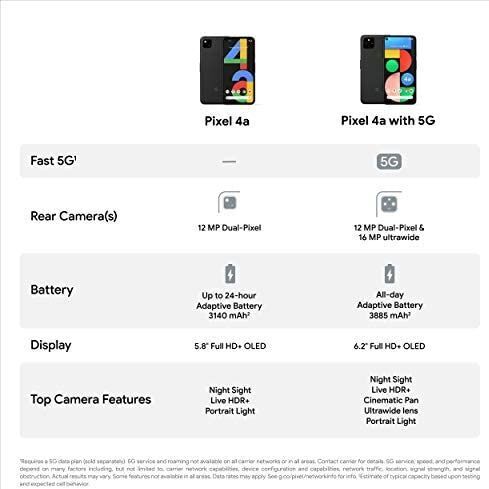 Pixel 4a
Pixel 4a with 5G
Fast 5G¹
—
5G
Rear Camera(s)
12 MP Dual-Pixel
12 MP Dual-Pixel &
16 MP ultrawide
Battery
Up to 24-hour
Adaptive Battery
3140 mAh²
All-day
Adaptive Battery
3885 mAh²
Display
5.8" Full HD+ OLED
6.2" Full HD+ OLED
Top Camera Features
Night Sight
Live HDR+
Portrait Light
Night Sight
Live HDR+
Cinematic Pan
Ultrawide lens
Portrait Light
¹Requires a 5G data plan (sold separately). 5G service and roaming not available on all carrier networks or in all areas. Contact carrier for details. 5G service, speed, and performance
depend on many factors including, but not limited to, carrier network capabilities, device configuration and capabilities, network traffic, location, signal strength, and signal
obstruction. Actual results may vary. Some features not available in all areas. Data rates may apply. See g.co/pixel/networkinfo for info. ²Estimate of typical capacity based upon testing
and expected cell behavior.